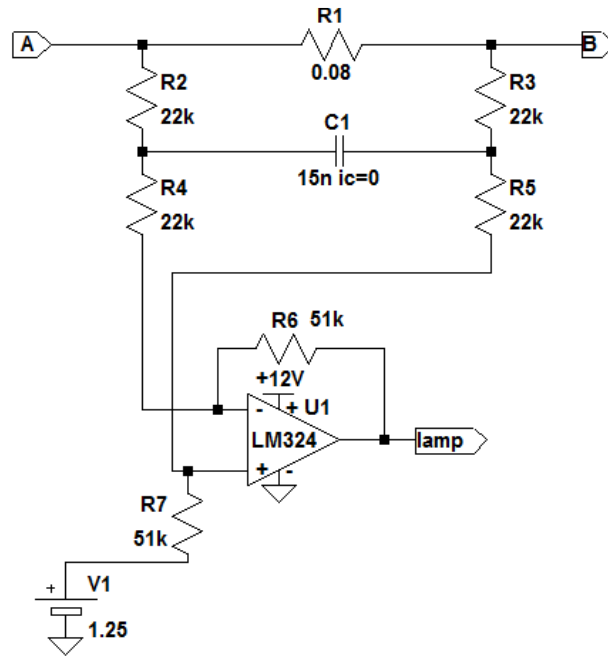 A
R1
B
0.08
R2
22k
R3
22k
C1
15n ic=0
R4
22k
R5
22k
R6 51k
+12V
- + U1
LM324
+ -
lamp
R7
51k
+ V1
1.25